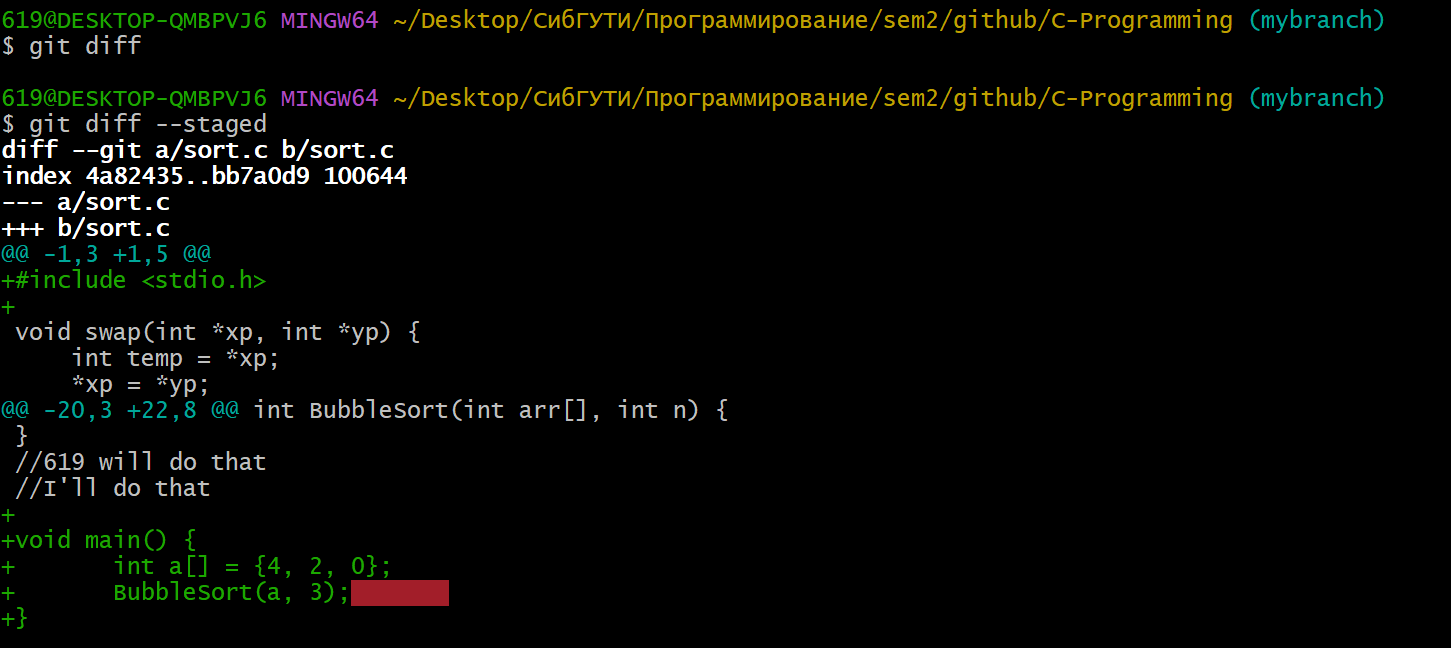 619@DESKTOP-QMBPVJ6 MINGW64 ~/Desktop/СибГУТИ/Программирование/sem2/github/C-Programming (mybranch)
$ git diff
619@DESKTOP-QMBPVJ6 MINGW64 ~/Desktop/СибГУТИ/Программирование/sem2/github/C-Programming (mybranch)
$ git diff --staged
diff --git a/sort.c b/sort.c
index 4a82435..bb7a0d9 100644
--- a/sort.c
+++ b/sort.c
@@ -1,3 +1,5 @@
+#include <stdio.h>
+
 void swap(int *xp, int *yp) {
     int temp = *xp;
     *xp = *yp;
@@ -20,3 +22,8 @@ int BubbleSort(int arr[], int n) {
 }
 //619 will do that
 //I'll do that
+
+void main() {
+       int a[] = {4, 2, 0};
+       BubbleSort(a, 3);
+}